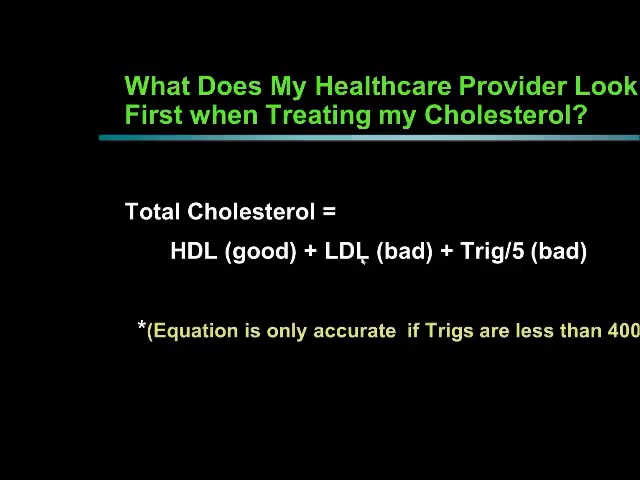 What Does My Healthcare Provider Look
First when Treating my Cholesterol?
Total Cholesterol =
HDL (good) + LDL (bad) + Trig/5 (bad)
*(Equation is only accurate if Trigs are less than 400